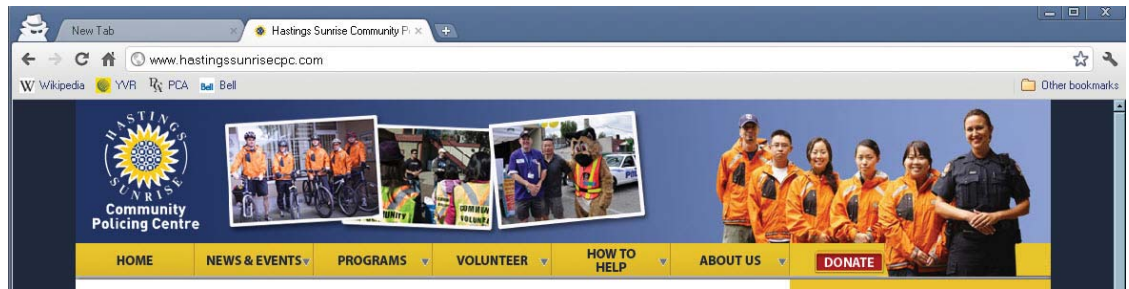 New Tab
Hastings Sunrise Community P
www.hastingssunrisecpc.com
W Wikipedia YVR PCA Bell Bell
Other bookmarks
HASTINGS
SUNRISE
Community
Policing Centre
HOME NEWS & EVENTS PROGRAMS VOLUNTEER HOW TO HELP ABOUT US DONATE